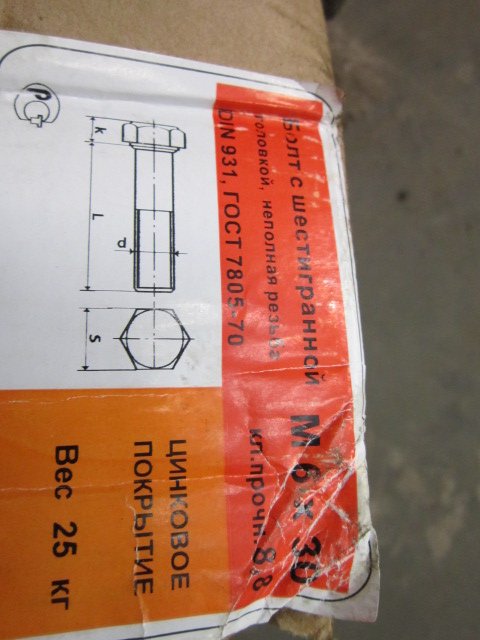 Болт с шестигранной М 6 x 30
головкой, неполная резьба
DIN 931, ГОСТ 7805-70
кл.прочн. 8.8
РСТ
k
L
d
S
ЦИНКОВОЕ
ПОКРЫТИЕ
Вес 25 кг